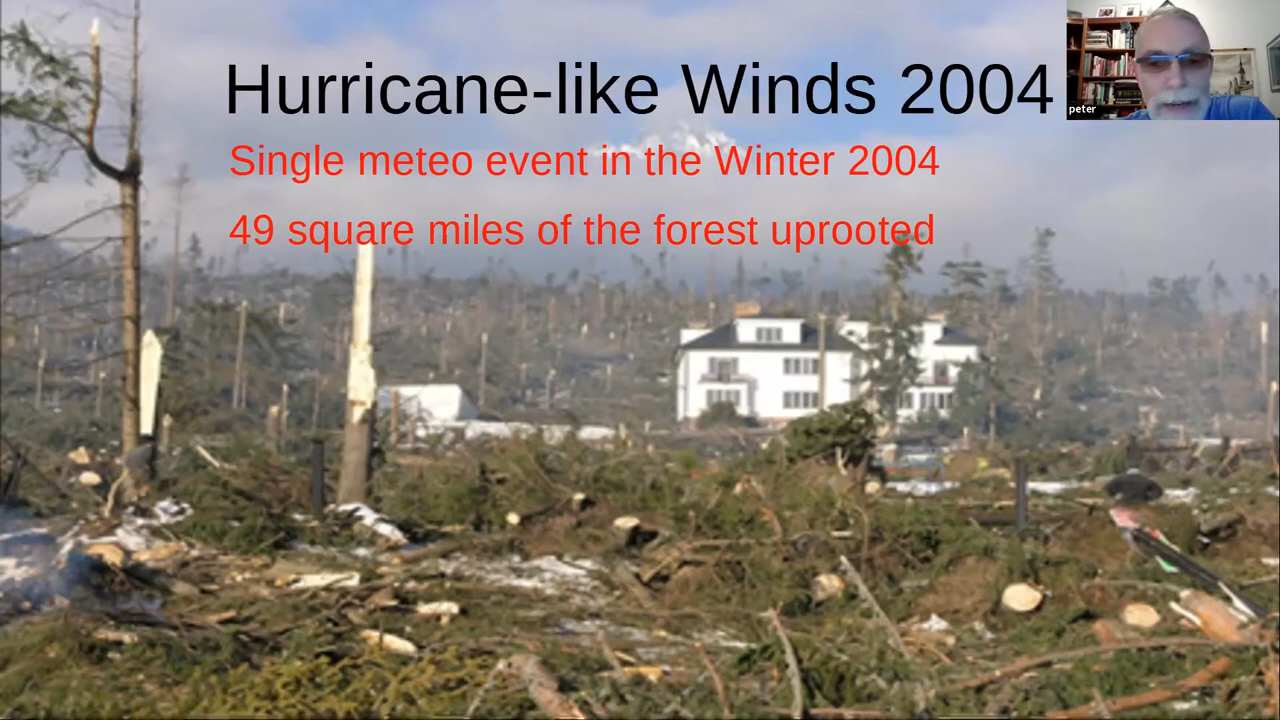 Hurricane-like Winds 2004
Single meteo event in the Winter 2004
49 square miles of the forest uprooted
peter